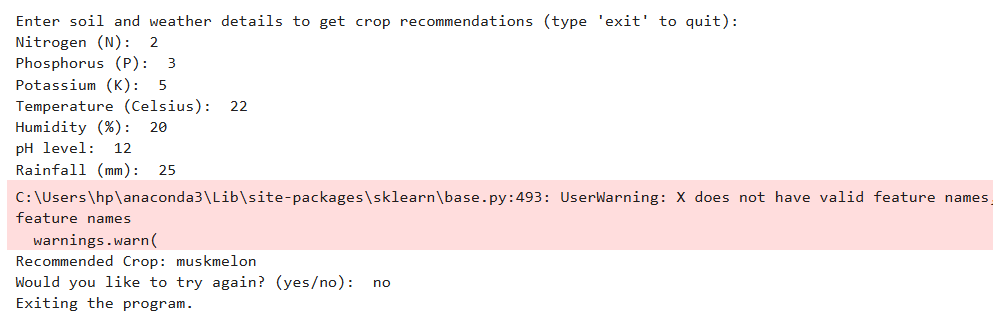 Enter soil and weather details to get crop recommendations (type 'exit' to quit):
Nitrogen (N):  2
Phosphorus (P):  3
Potassium (K):  5
Temperature (Celsius):  22
Humidity (%):  20
pH level:  12
Rainfall (mm):  25
C:\Users\hp\anaconda3\Lib\site-packages\sklearn\base.py:493: UserWarning: X does not have valid feature names,
feature names
  warnings.warn(
Recommended Crop: muskmelon
Would you like to try again? (yes/no):  no
Exiting the program.